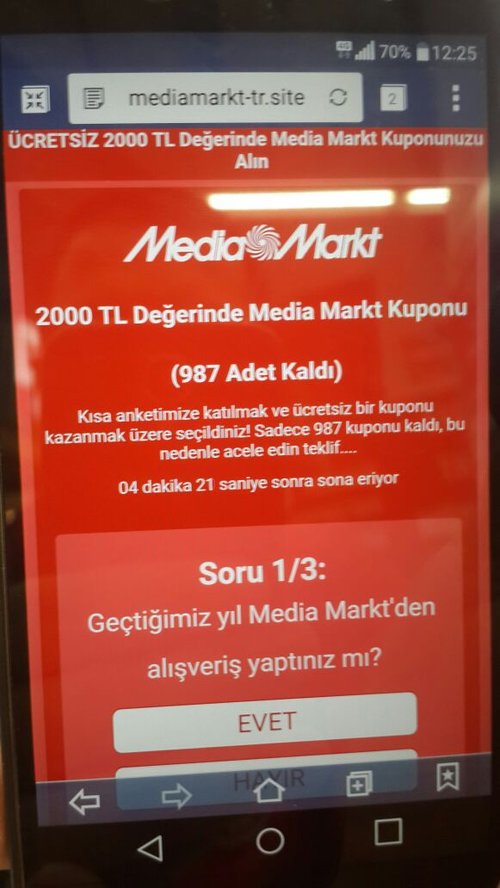 4G 70% 12:25
mediamarkt-tr.site 2
ÜCRETSİZ 2000 TL Değerinde Media Markt Kuponunuzu
Alın
Media Markt
2000 TL Değerinde Media Markt Kuponu
(987 Adet Kaldı)
Kısa anketimize katılmak ve ücretsiz bir kuponu
kazanmak üzere seçildiniz! Sadece 987 kuponu kaldı, bu
nedenle acele edin teklif....
04 dakika 21 saniye sonra sona eriyor
Soru 1/3:
Geçtiğimiz yıl Media Markt'den
alışveriş yaptınız mı?
EVET
HAYIR